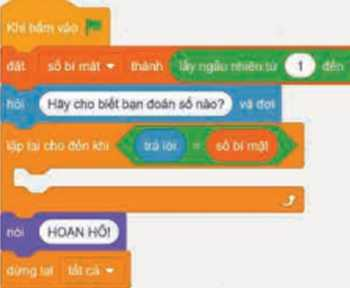 Khi bấm vào
đặt số bí mật thành lấy ngẫu nhiên từ 1 đến
hỏi Hãy cho biết bạn đoán số nào? và đợi
lặp lại cho đến khi trả lời = số bí mật
nói HOAN HÔ!
dừng lại tất cả